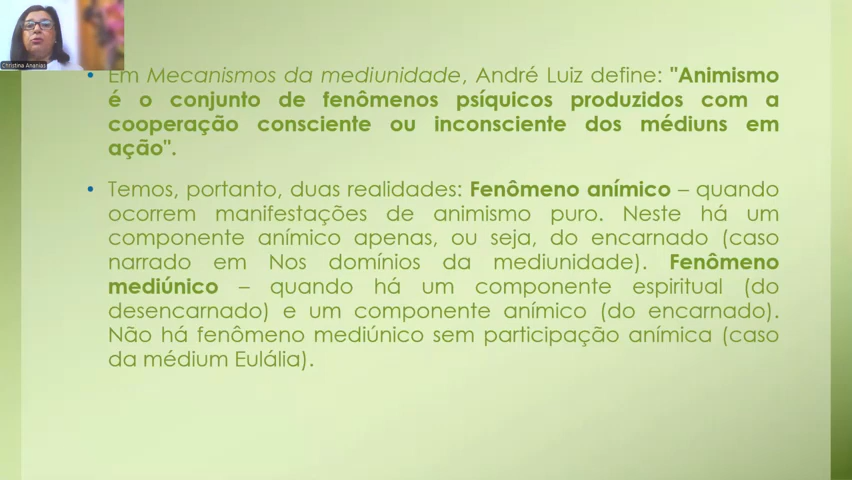 Christina Ananias
• Em Mecanismos da mediunidade, André Luiz define: "Animismo
é o conjunto de fenômenos psíquicos produzidos com a
cooperação consciente ou inconsciente dos médiuns em
ação".
• Temos, portanto, duas realidades: Fenômeno anímico – quando
ocorrem manifestações de animismo puro. Neste há um
componente anímico apenas, ou seja, do encarnado (caso
narrado em Nos domínios da mediunidade). Fenômeno
mediúnico – quando há um componente espiritual (do
desencarnado) e um componente anímico (do encarnado).
Não há fenômeno mediúnico sem participação anímica (caso
da médium Eulália).